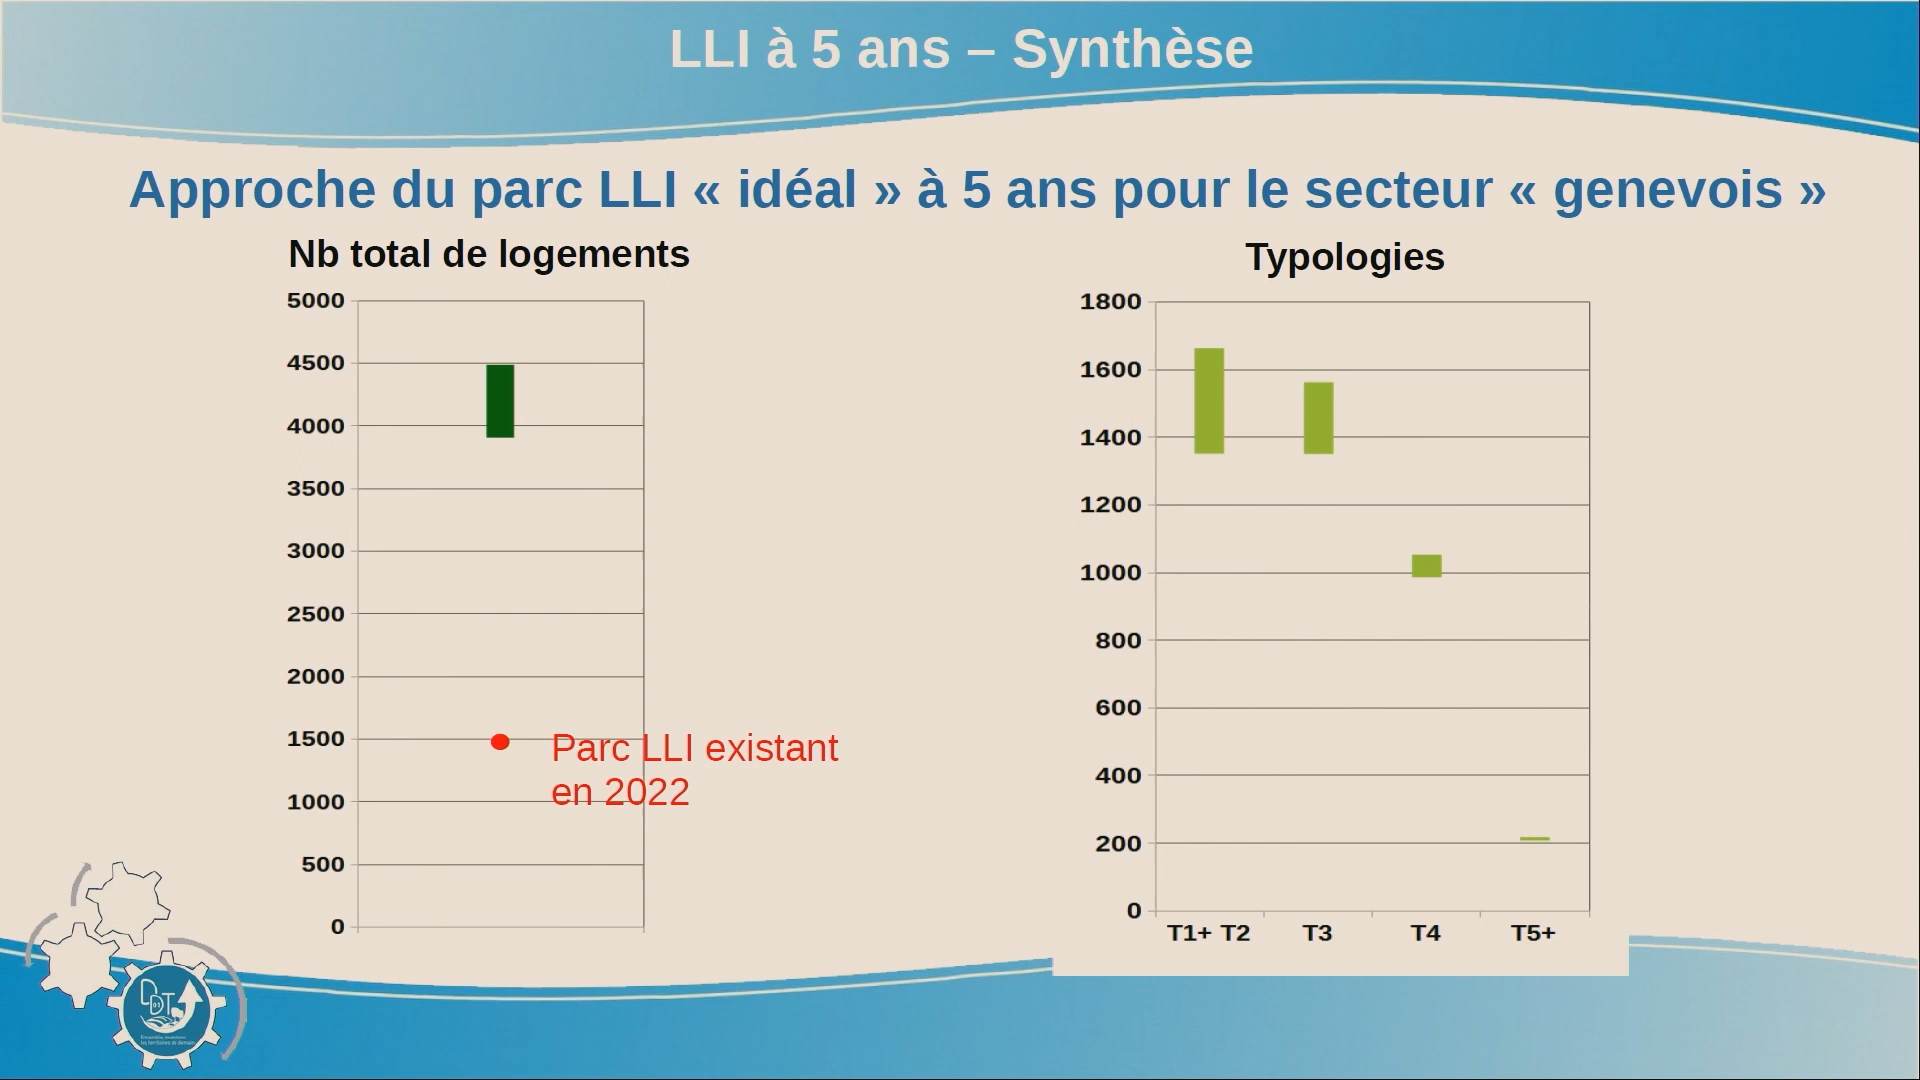 LLI à 5 ans – Synthèse
Approche du parc LLI « idéal » à 5 ans pour le secteur « genevois »
Nb total de logements
5000
4500
4000
3500
3000
2500
2000
1500
1000
500
0
Parc LLI existant
en 2022
Typologies
1800
1600
1400
1200
1000
800
600
400
200
0
T1+ T2
T3
T4
T5+
DDT
01